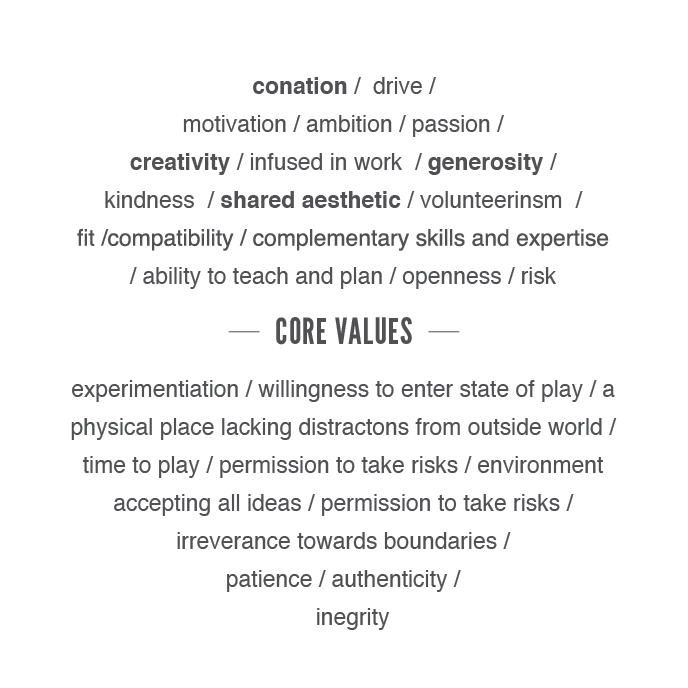 conation / drive /
motivation / ambition / passion /
creativity / infused in work / generosity /
kindness / shared aesthetic / volunteerinsm /
fit /compatibility / complementary skills and expertise
/ ability to teach and plan / openness / risk
CORE VALUES
experimentiation / willingness to enter state of play / a
physical place lacking distractons from outside world /
time to play / permission to take risks / environment
accepting all ideas / permission to take risks /
irreverance towards boundaries /
patience / authenticity /
inegrity